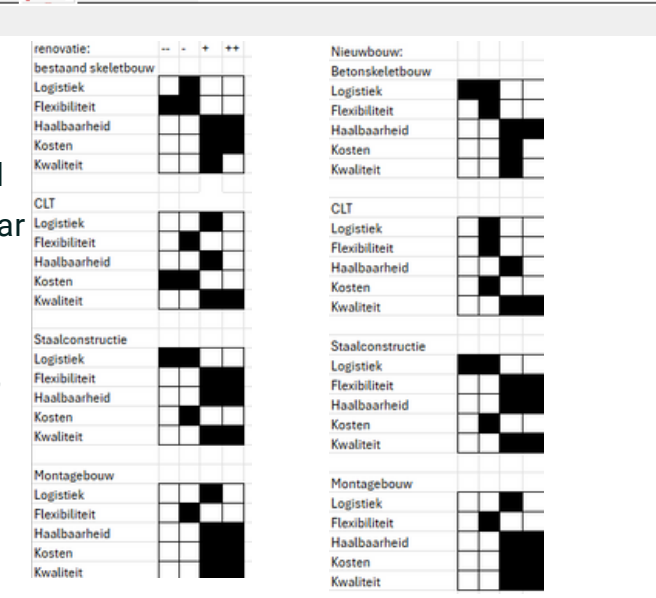 renovatie: -- - + ++
bestaand skeletbouw
Logistiek
Flexibiliteit
Haalbaarheid
Kosten
Kwaliteit
CLT
Logistiek
Flexibiliteit
Haalbaarheid
Kosten
Kwaliteit
Staalconstructie
Logistiek
Flexibiliteit
Haalbaarheid
Kosten
Kwaliteit
Montagebouw
Logistiek
Flexibiliteit
Haalbaarheid
Kosten
Kwaliteit
Nieuwbouw:
Betonskeletbouw
Logistiek
Flexibiliteit
Haalbaarheid
Kosten
Kwaliteit
CLT
Logistiek
Flexibiliteit
Haalbaarheid
Kosten
Kwaliteit
Staalconstructie
Logistiek
Flexibiliteit
Haalbaarheid
Kosten
Kwaliteit
Montagebouw
Logistiek
Flexibiliteit
Haalbaarheid
Kosten
Kwaliteit